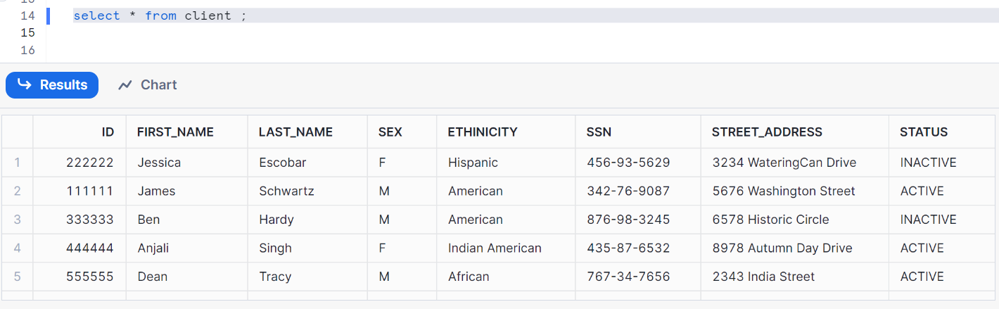 13
14 select * from client ;
15
16
Results Chart
ID FIRST_NAME LAST_NAME SEX ETHINICITY SSN STREET_ADDRESS STATUS
1 222222 Jessica Escobar F Hispanic 456-93-5629 3234 WateringCan Drive INACTIVE
2 111111 James Schwartz M American 342-76-9087 5676 Washington Street ACTIVE
3 333333 Ben Hardy M American 876-98-3245 6578 Historic Circle INACTIVE
4 444444 Anjali Singh F Indian American 435-87-6532 8978 Autumn Day Drive ACTIVE
5 555555 Dean Tracy M African 767-34-7656 2343 India Street ACTIVE